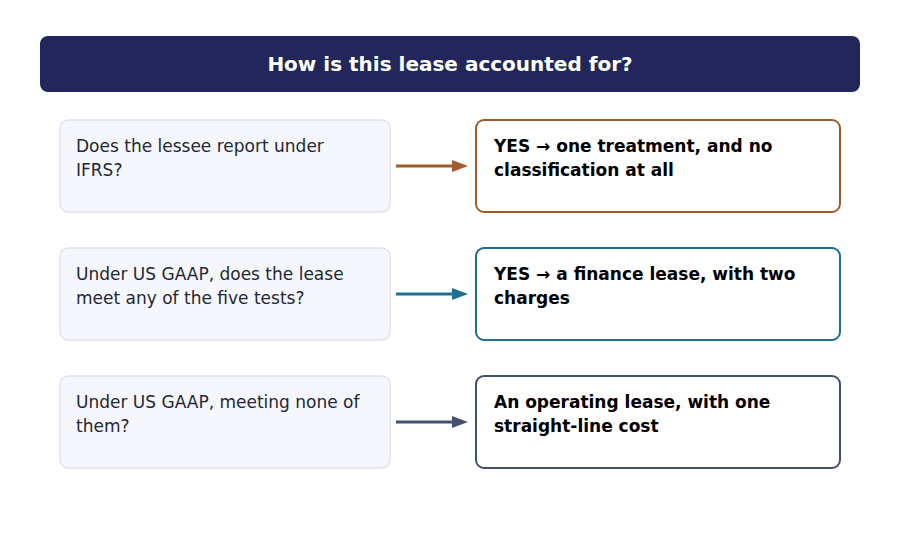 How is this lease accounted for?
Does the lessee report under
IFRS?
YES → one treatment, and no
classification at all
Under US GAAP, does the lease
meet any of the five tests?
YES → a finance lease, with two
charges
Under US GAAP, meeting none of
them?
An operating lease, with one
straight-line cost